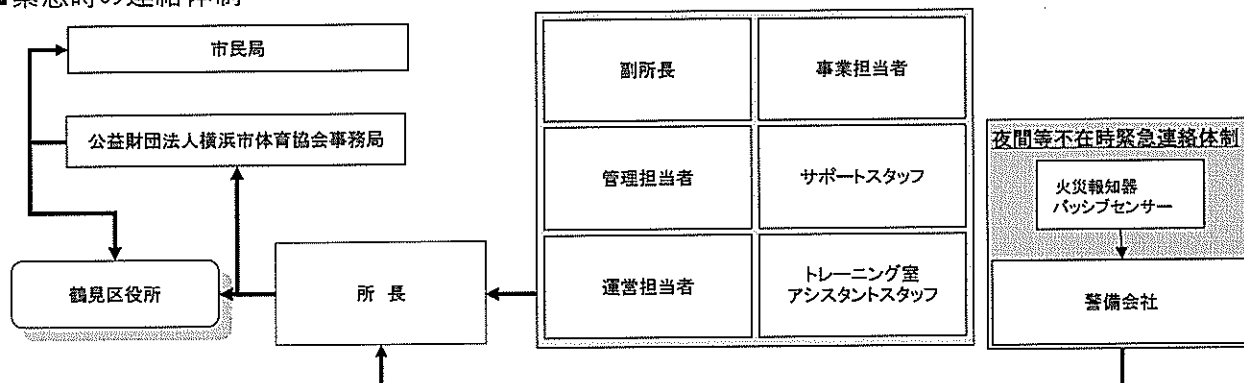 ■緊急時の連絡体制
市民局
公益財団法人横浜市体育協会事務局
鶴見区役所
所 長
副所長
事業担当者
管理担当者
サポートスタッフ
運営担当者
トレーニング室
アシスタントスタッフ
夜間等不在時緊急連絡体制
火災報知器
パッシブセンサー
警備会社